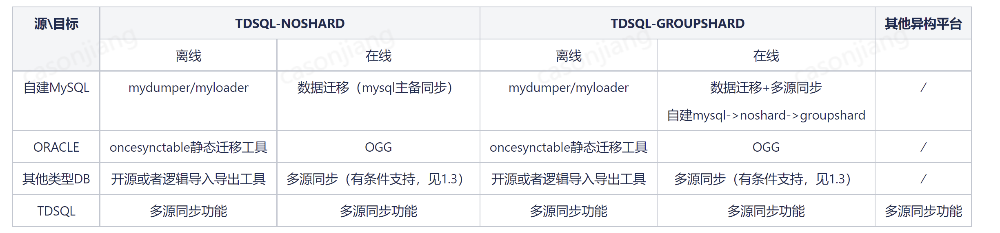 源\目标 TDSQL-NOSHARD TDSQL-GROUPSHARD 其他异构平台
离线 在线 离线 在线
自建MySQL mydumper/myloader 数据迁移（mysql主备同步） mydumper/myloader 数据迁移+多源同步 /
自建mysql->noshard->groupshard
ORACLE oncesynctable静态迁移工具 OGG oncesynctable静态迁移工具 OGG /
其他类型DB 开源或者逻辑导入导出工具 多源同步（有条件支持，见1.3） 开源或者逻辑导入导出工具 多源同步（有条件支持，见1.3） /
TDSQL 多源同步功能 多源同步功能 多源同步功能 多源同步功能 多源同步功能
casonjiang casonjiang casonjiang casonjiang